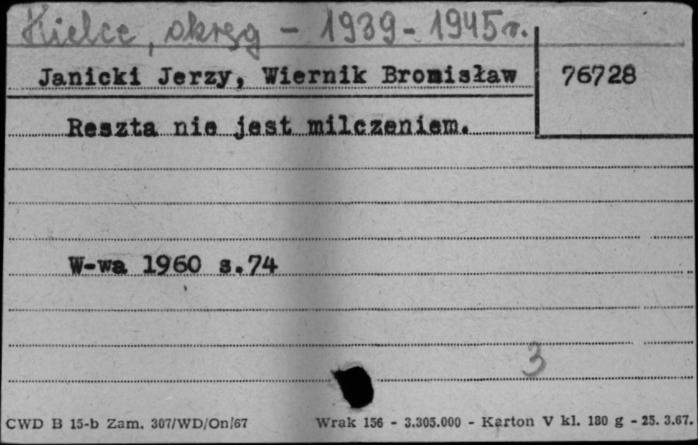 Kielce, okręg - 1939-1945 r.
Janicki Jerzy, Wiernik Bromisław
76728
Reszta nie jest milczeniem.
W-wa 1960 s.74
3
CWD B 15-b Zam. 307/WD/On/67 Wrak 156 - 3.305.000 - Karton V kl. 180 g - 25. 3.67.